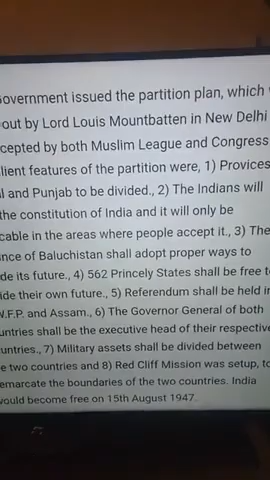 Government issued the partition plan, which
out by Lord Louis Mountbatten in New Delhi
cepted by both Muslim League and Congress
lient features of the partition were, 1) Provices
l and Punjab to be divided., 2) The Indians will
the constitution of India and it will only be
cable in the areas where people accept it., 3) The
nce of Baluchistan shall adopt proper ways to
de its future., 4) 562 Princely States shall be free t
ide their own future., 5) Referendum shall be held in
W.F.P. and Assam., 6) The Governor General of both
untries shall be the executive head of their respective
untries., 7) Military assets shall be divided between
e two countries and 8) Red Cliff Mission was setup, to
emarcate the boundaries of the two countries. India
would become free on 15th August 1947.